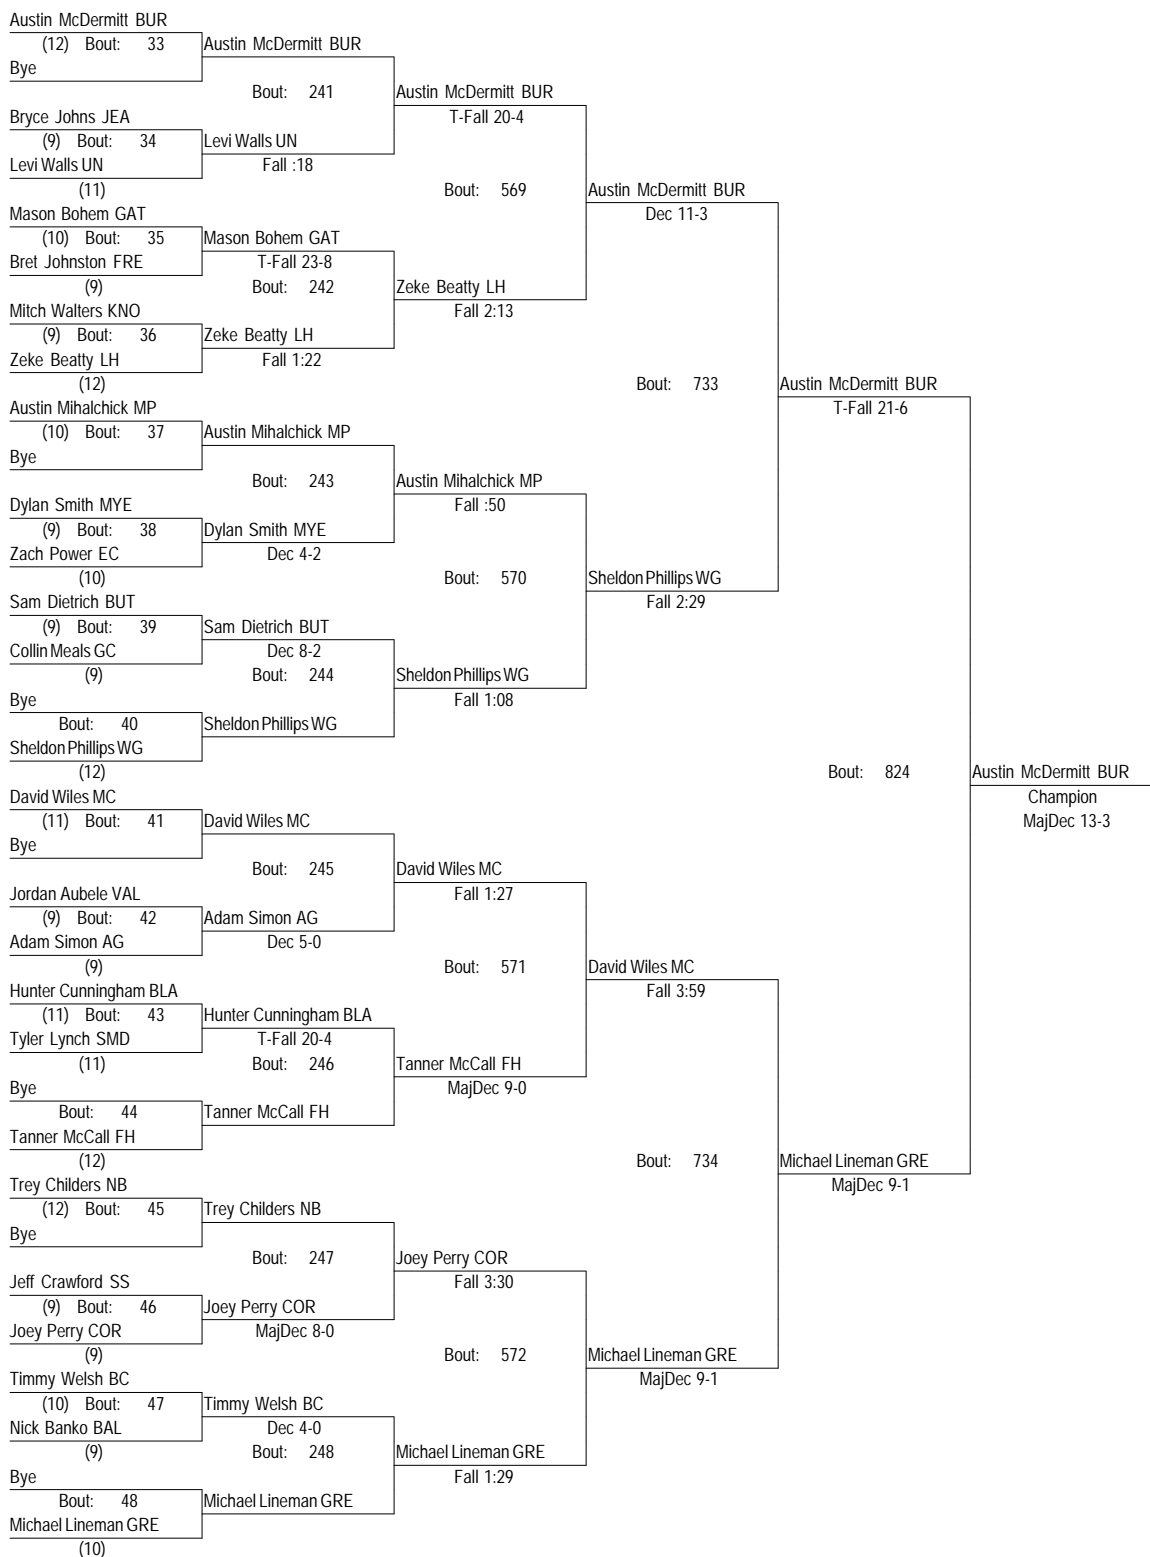 Austin McDermitt BUR
(12) Bout: 33 Austin McDermitt BUR
Bye
Bout: 241 Austin McDermitt BUR
Bryce Johns JEA T-Fall 20-4
(9) Bout: 34 Levi Walls UN
Levi Walls UN Fall :18
(11) Bout: 569 Austin McDermitt BUR
Mason Bohem GAT Dec 11-3
(10) Bout: 35 Mason Bohem GAT
Bret Johnston FRE T-Fall 23-8
(9) Bout: 242 Zeke Beatty LH
Mitch Walters KNO Fall 2:13
(9) Bout: 36 Zeke Beatty LH
Zeke Beatty LH Fall 1:22
(12) Bout: 733 Austin McDermitt BUR
Austin Mihalchick MP T-Fall 21-6
(10) Bout: 37 Austin Mihalchick MP
Bye
Bout: 243 Austin Mihalchick MP
Dylan Smith MYE Fall :50
(9) Bout: 38 Dylan Smith MYE
Zach Power EC Dec 4-2
(10) Bout: 570 Sheldon Phillips WG
Sam Dietrich BUT Fall 2:29
(9) Bout: 39 Sam Dietrich BUT
Collin Meals GC Dec 8-2
(9) Bout: 244 Sheldon Phillips WG
Bye Fall 1:08
Bout: 40 Sheldon Phillips WG
Sheldon Phillips WG
(12) Bout: 824 Austin McDermitt BUR
David Wiles MC Champion
(11) Bout: 41 David Wiles MC MajDec 13-3
Bye
Bout: 245 David Wiles MC
Jordan Aubele VAL Fall 1:27
(9) Bout: 42 Adam Simon AG
Adam Simon AG Dec 5-0
(9) Bout: 571 David Wiles MC
Hunter Cunningham BLA Fall 3:59
(11) Bout: 43 Hunter Cunningham BLA
Tyler Lynch SMD T-Fall 20-4
(11) Bout: 246 Tanner McCall FH
Bye MajDec 9-0
Bout: 44 Tanner McCall FH
Tanner McCall FH
(12) Bout: 734 Michael Lineman GRE
Trey Childers NB MajDec 9-1
(12) Bout: 45 Trey Childers NB
Bye
Bout: 247 Joey Perry COR
Jeff Crawford SS Fall 3:30
(9) Bout: 46 Joey Perry COR
Joey Perry COR MajDec 8-0
(9) Bout: 572 Michael Lineman GRE
Timmy Welsh BC MajDec 9-1
(10) Bout: 47 Timmy Welsh BC
Nick Banko BAL Dec 4-0
(9) Bout: 248 Michael Lineman GRE
Bye Fall 1:29
Bout: 48 Michael Lineman GRE
Michael Lineman GRE
(10)